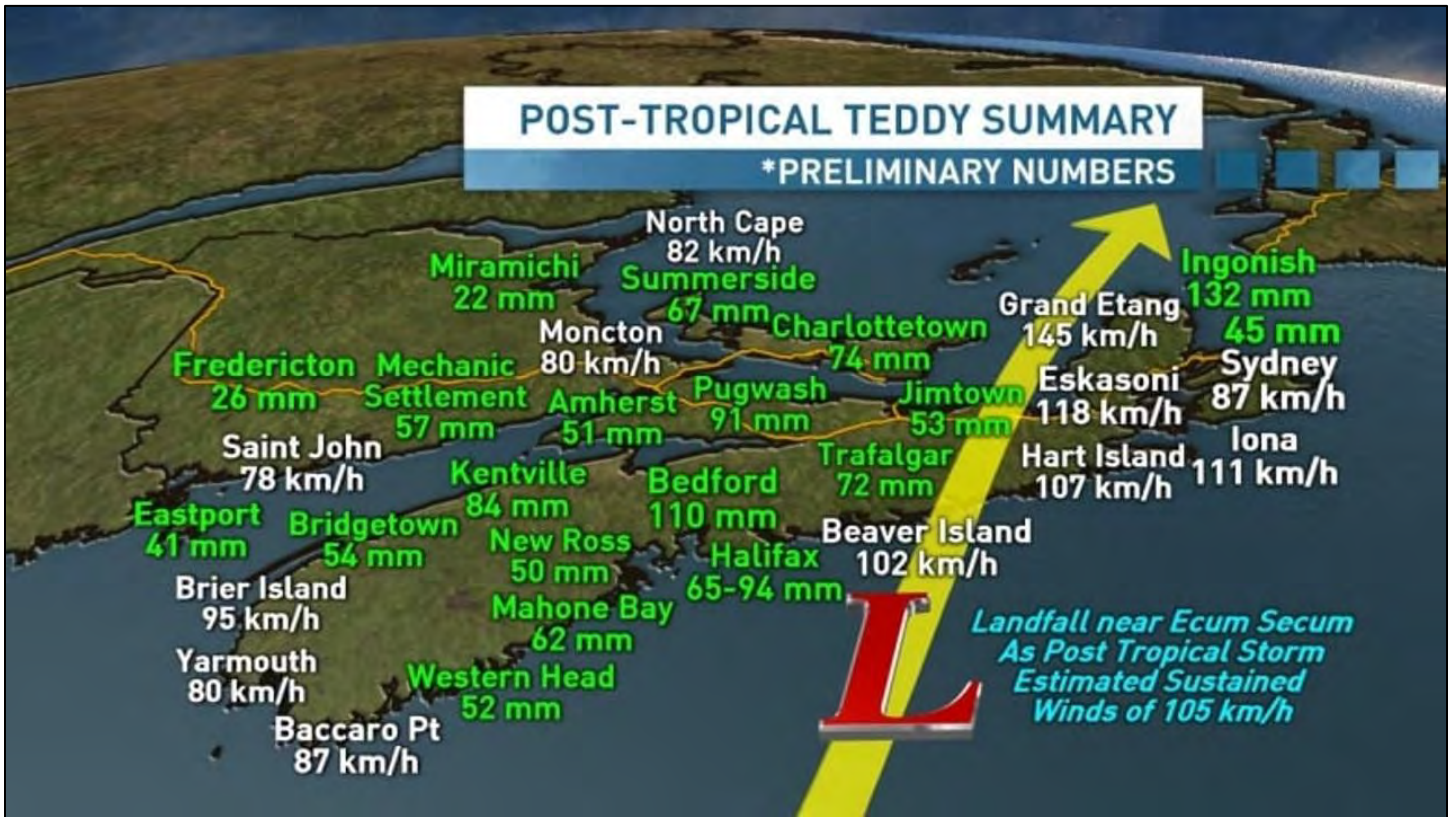 POST-TROPICAL TEDDY SUMMARY
*PRELIMINARY NUMBERS
North Cape
82 km/h
Miramichi
22 mm
Summerside
67 mm
Ingonish
132 mm
Grand Etang
145 km/h
Moncton
80 km/h
Charlottetown
74 mm
45 mm
Sydney
87 km/h
Fredericton
26 mm
Mechanic
Settlement
57 mm
Amherst
51 mm
Pugwash
91 mm
Jimtown
53 mm
Eskasoni
118 km/h
Saint John
78 km/h
Kentville
84 mm
Bedford
110 mm
Trafalgar
72 mm
Hart Island
107 km/h
Iona
111 km/h
Eastport
41 mm
Bridgetown
54 mm
New Ross
50 mm
Halifax
65-94 mm
Beaver Island
102 km/h
Brier Island
95 km/h
Mahone Bay
62 mm
L
Landfall near Ecum Secum
As Post Tropical Storm
Estimated Sustained
Winds of 105 km/h
Yarmouth
80 km/h
Western Head
52 mm
Baccaro Pt
87 km/h